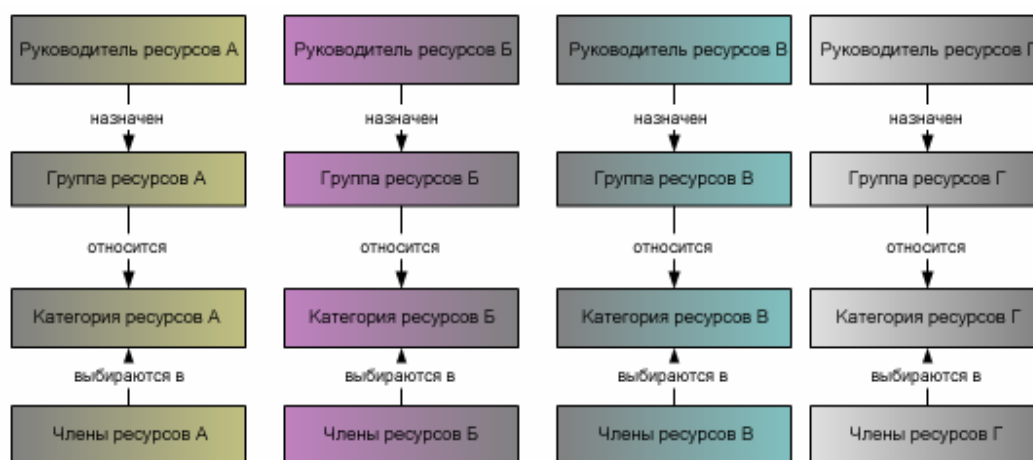 Руководитель ресурсов А
Руководитель ресурсов Б
Руководитель ресурсов В
Руководитель ресурсов Г
назначен
назначен
назначен
назначен
Группа ресурсов А
Группа ресурсов Б
Группа ресурсов В
Группа ресурсов Г
относится
относится
относится
относится
Категория ресурсов А
Категория ресурсов Б
Категория ресурсов В
Категория ресурсов Г
выбираются в
выбираются в
выбираются в
выбираются в
Члены ресурсов А
Члены ресурсов Б
Члены ресурсов В
Члены ресурсов Г